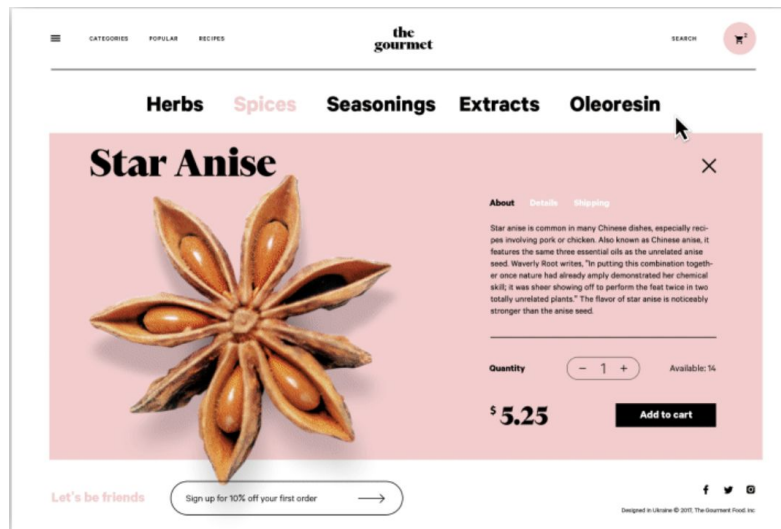 CATEGORIES
POPULAR
RECIPES
the
gourmet
SEARCH
2
Herbs
Spices
Seasonings
Extracts
Oleoresin
Star Anise
About
Details
Shipping
Star anise is common in many Chinese dishes, especially reci-
pes involving pork or chicken. Also known as Chinese anise, it
features the same three essential oils as the unrelated anise
seed. Waverly Root writes, "In putting this combination togeth-
er once nature had already amply demonstrated her chemical
skill; it was sheer showing off to perform the feat twice in two
totally unrelated plants." The flavor of star anise is noticeably
stronger than the anise seed.
Quantity
− 1 +
Available: 14
$ 5.25
Add to cart
Let's be friends
Sign up for 10% off your first order
Designed in Ukraine © 2017, The Gourment Food. Inc